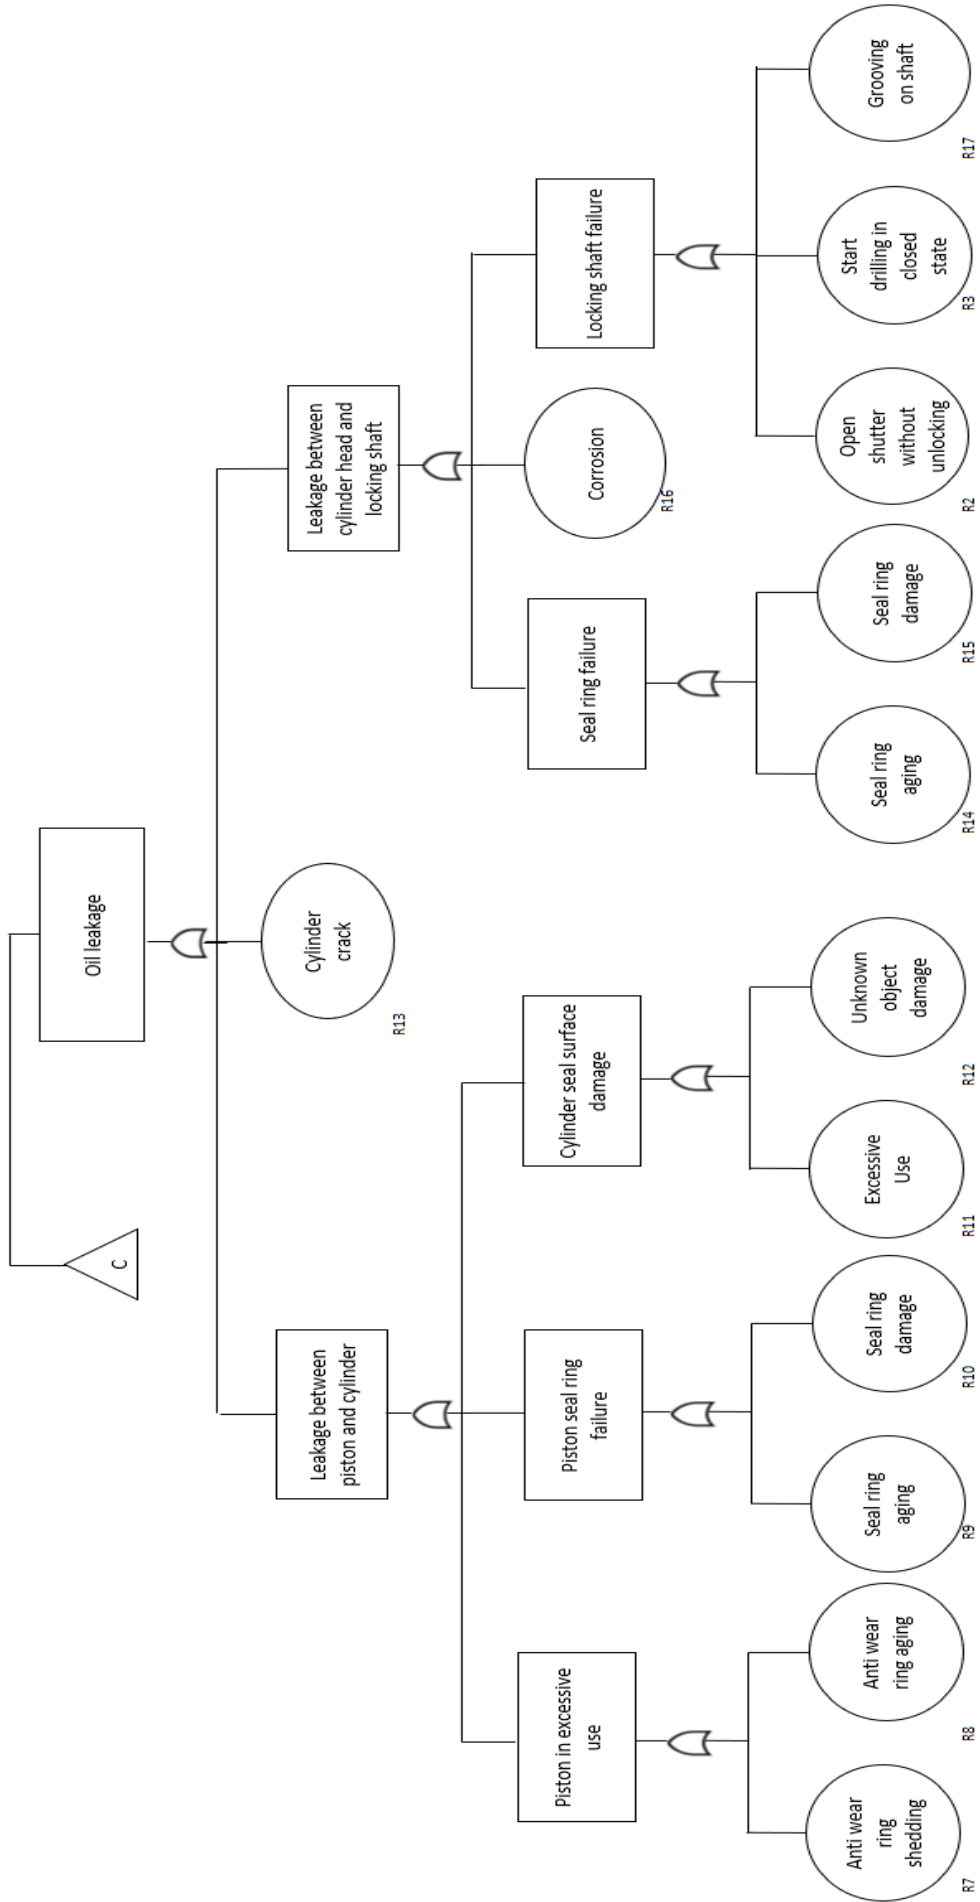 C
Oil leakage
Leakage between
piston and cylinder
Cylinder
crack
R13
Leakage between
cylinder head and
locking shaft
Piston in excessive
use
Piston seal ring
failure
Cylinder seal surface
damage
Seal ring failure
Corrosion
R16
Locking shaft failure
Anti wear
ring
shedding
R7
Anti wear
ring aging
R8
Seal ring
aging
R9
Seal ring
damage
R10
Excessive
Use
R11
Unknown
object
damage
R12
Seal ring
aging
R14
Seal ring
damage
R15
Open
shutter
without
unlocking
R2
Start
drilling in
closed
state
R3
Grooving
on shaft
R17